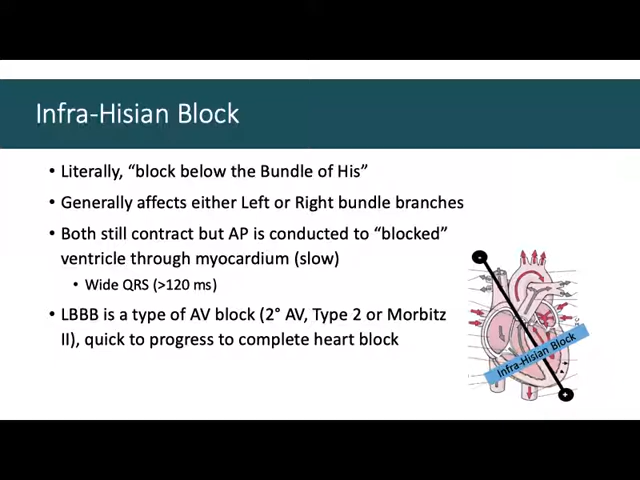 Infra-Hisian Block
• Literally, “block below the Bundle of His”
• Generally affects either Left or Right bundle branches
• Both still contract but AP is conducted to “blocked”
ventricle through myocardium (slow)
• Wide QRS (>120 ms)
• LBBB is a type of AV block (2° AV, Type 2 or Morbitz
II), quick to progress to complete heart block
Infra-Hisian Block